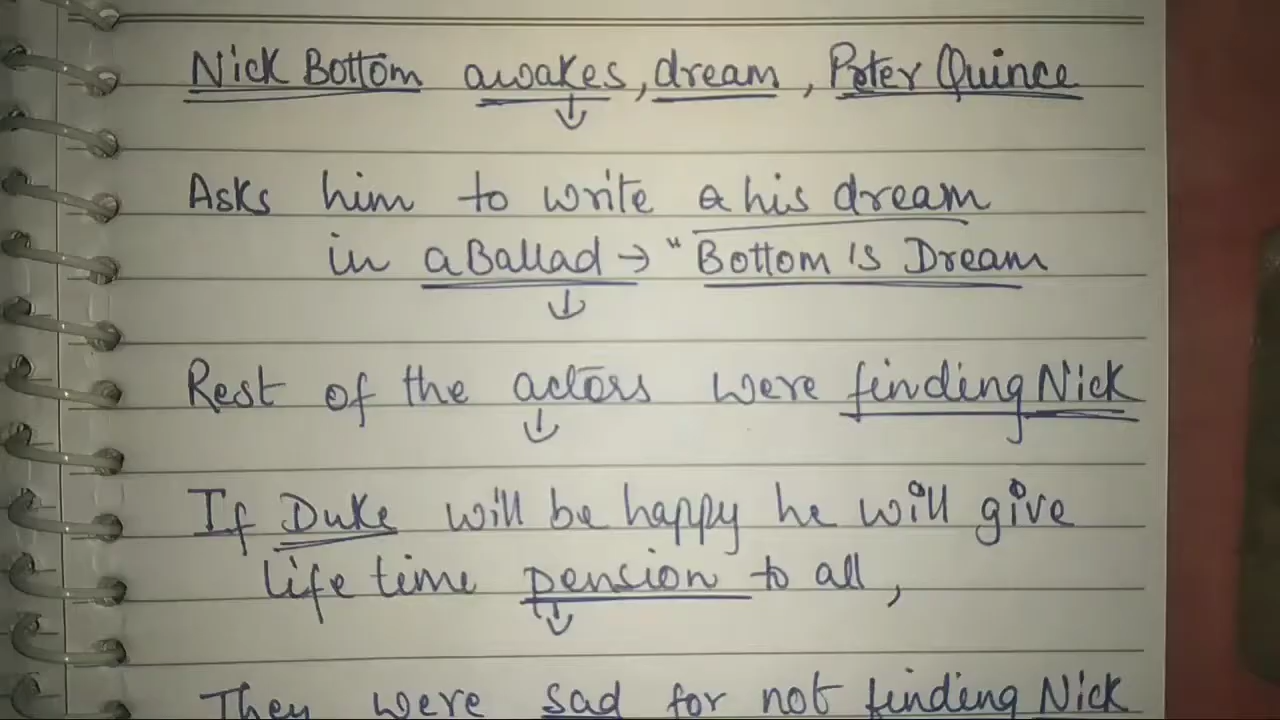 Nick Bottom awakes, dream, Peter Quince
↓
Asks him to write a his dream
in a Ballad → "Bottom is Dream
↓
Rest of the actors were finding Nick
↓
If Duke will be happy he will give
life time pension to all,
↓
They were sad for not finding Nick